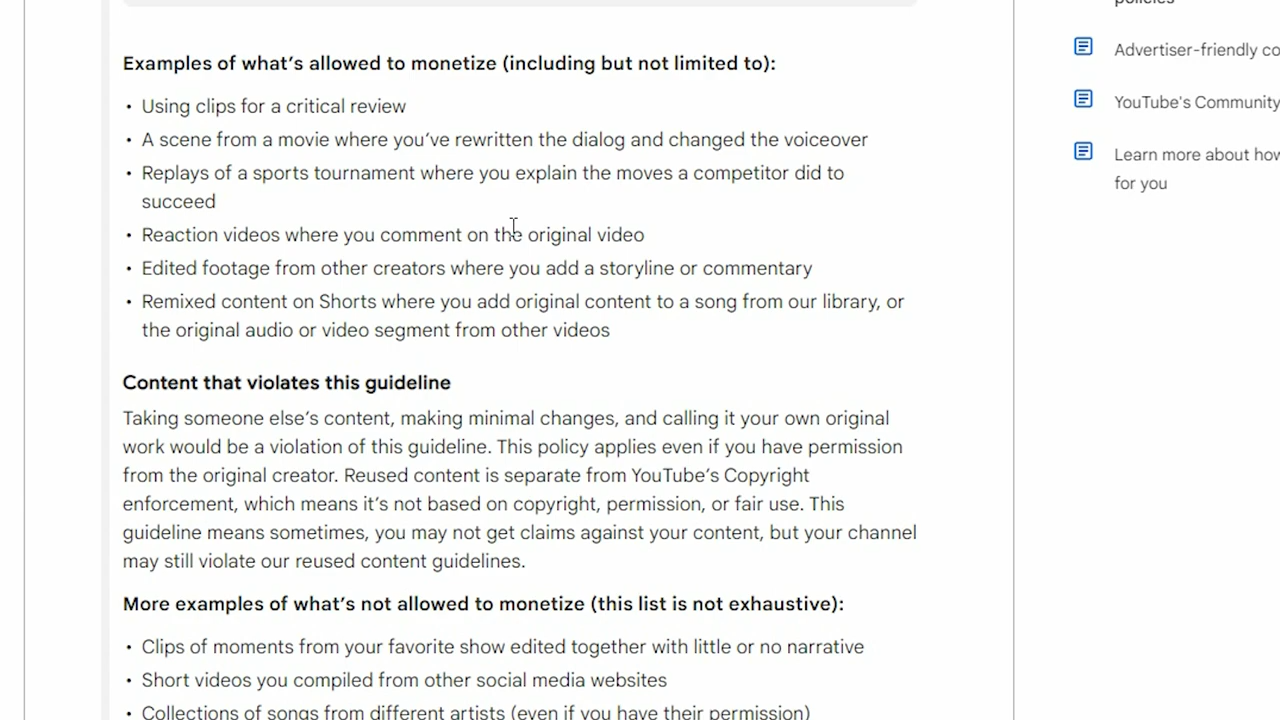 policies
Examples of what's allowed to monetize (including but not limited to):
• Using clips for a critical review
• A scene from a movie where you've rewritten the dialog and changed the voiceover
• Replays of a sports tournament where you explain the moves a competitor did to
succeed
• Reaction videos where you comment on the original video
• Edited footage from other creators where you add a storyline or commentary
• Remixed content on Shorts where you add original content to a song from our library, or
the original audio or video segment from other videos
Content that violates this guideline
Taking someone else's content, making minimal changes, and calling it your own original
work would be a violation of this guideline. This policy applies even if you have permission
from the original creator. Reused content is separate from YouTube's Copyright
enforcement, which means it's not based on copyright, permission, or fair use. This
guideline means sometimes, you may not get claims against your content, but your channel
may still violate our reused content guidelines.
More examples of what's not allowed to monetize (this list is not exhaustive):
• Clips of moments from your favorite show edited together with little or no narrative
• Short videos you compiled from other social media websites
• Collections of songs from different artists (even if you have their permission)
Advertiser-friendly co
YouTube's Community
Learn more about how
for you